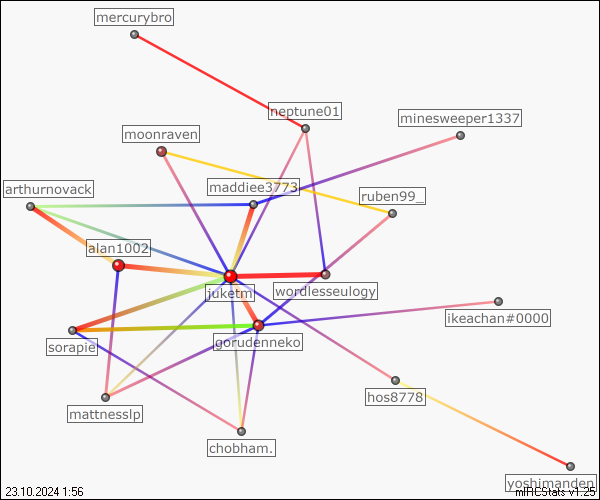 mercurybro
neptune01
minesweeper1337
moonraven
arthurnovack
maddiee3773
ruben99_
alan1002
juketm
wordlesseulogy
ikeachan#0000
sorapie
gorudenneko
hos8778
mattnesslp
chobham.
yoshimanden
23.10.2024 1:56
mIRCStats v1.25